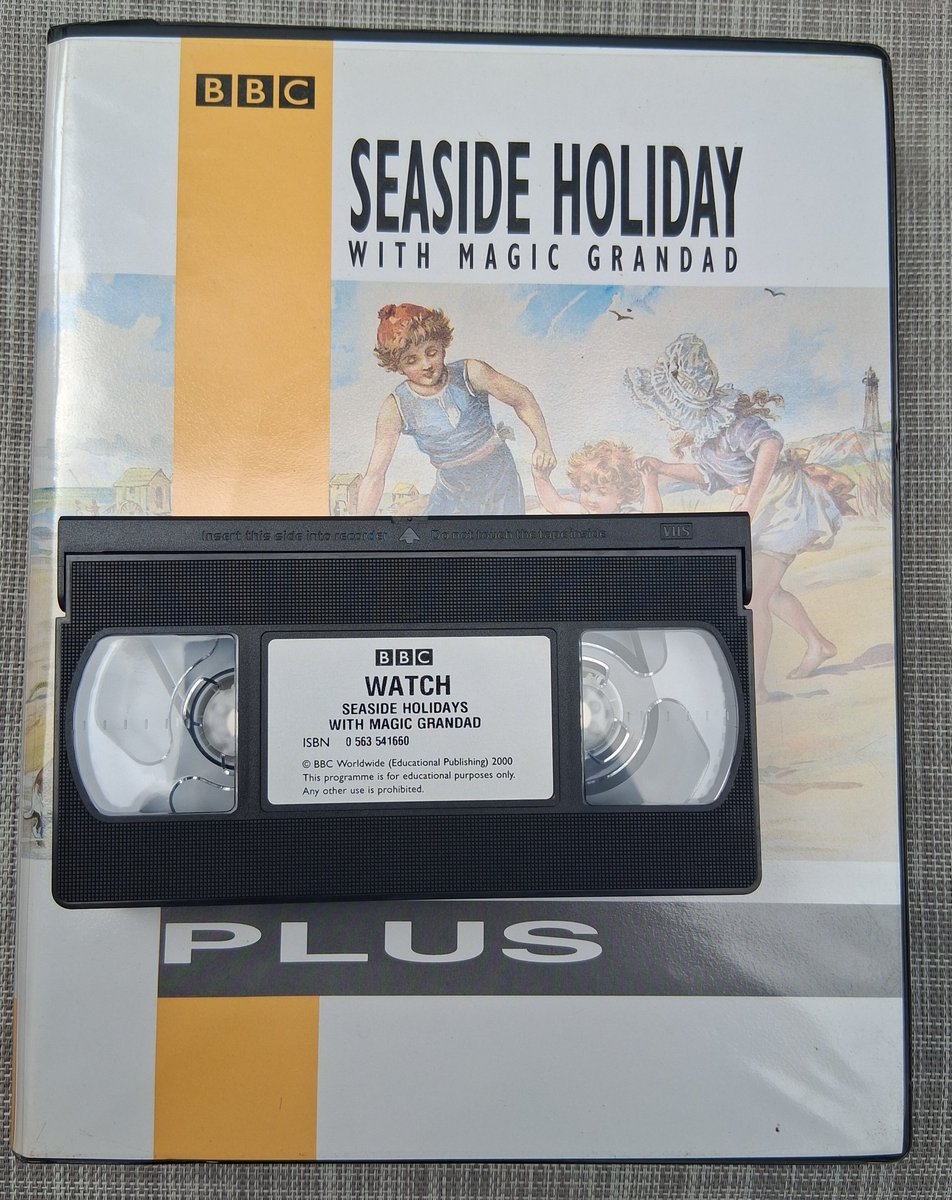 BBC
SEASIDE HOLIDAY
WITH MAGIC GRANDAD
Insert this side into recorder Do not touch the tape inside VHS
BBC
WATCH
SEASIDE HOLIDAYS
WITH MAGIC GRANDAD
ISBN 0 563 541660
© BBC Worldwide (Educational Publishing) 2000
This programme is for educational purposes only.
Any other use is prohibited.
PLUS